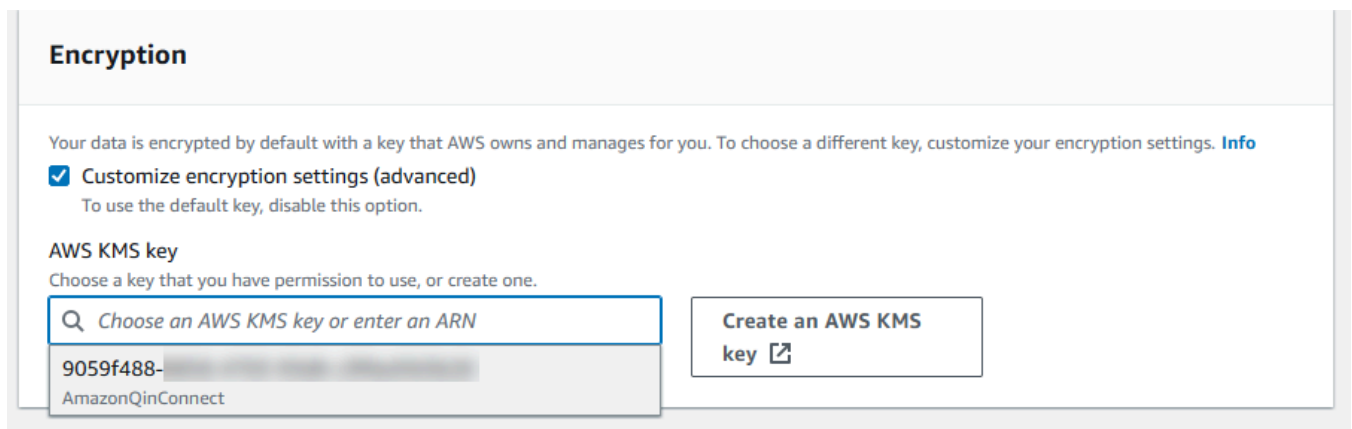 Encryption
Your data is encrypted by default with a key that AWS owns and manages for you. To choose a different key, customize your encryption settings. Info
Customize encryption settings (advanced)
To use the default key, disable this option.
AWS KMS key
Choose a key that you have permission to use, or create one.
Choose an AWS KMS key or enter an ARN
Create an AWS KMS
key
9059f488-
AmazonQinConnect